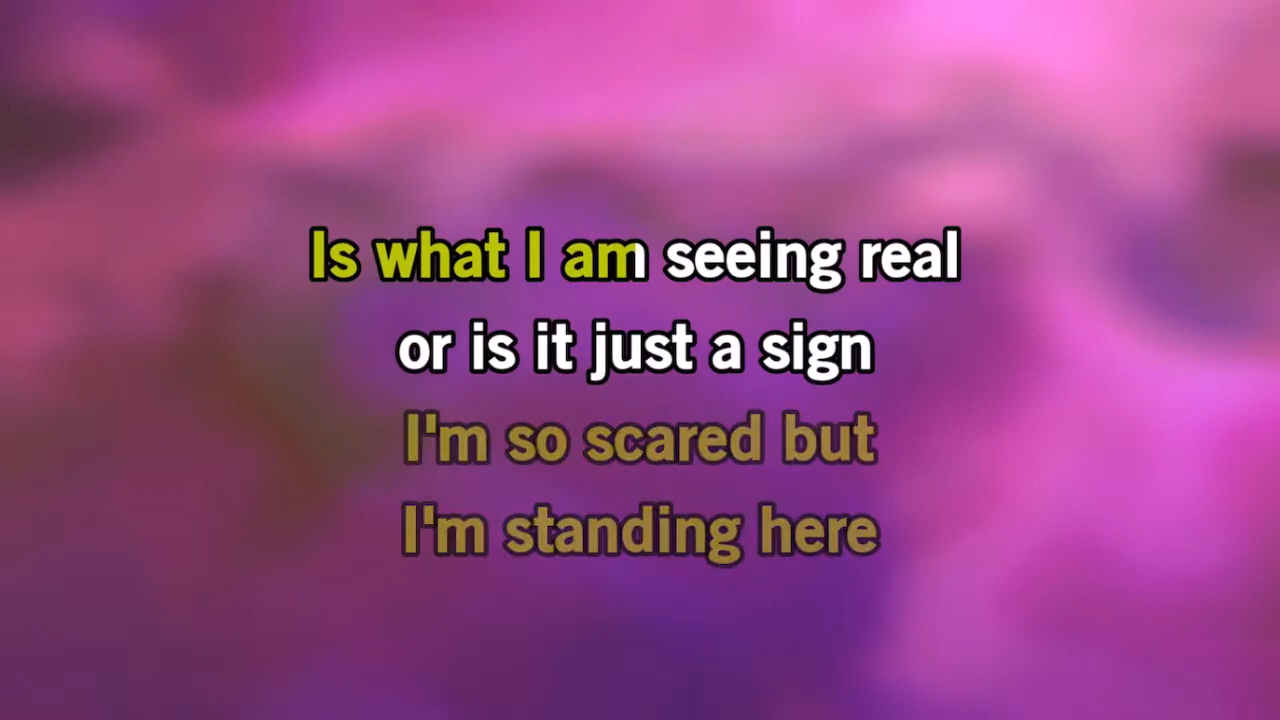 Is what I am seeing real
or is it just a sign
I'm so scared but
I'm standing here